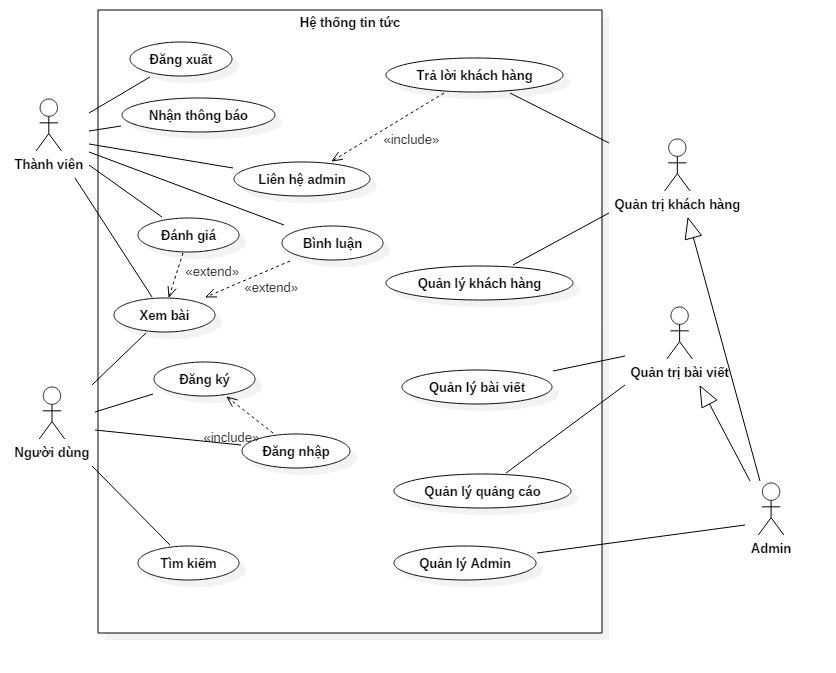 Hệ thống tin tức
Đăng xuất
Trả lời khách hàng
Nhận thông báo
«include»
Thành viên
Liên hệ admin
Quản trị khách hàng
Đánh giá
Bình luận
«extend»
Quản lý khách hàng
«extend»
Xem bài
Quản trị bài viết
Đăng ký
Quản lý bài viết
«include»
Người dùng
Đăng nhập
Quản lý quảng cáo
Admin
Tìm kiếm
Quản lý Admin